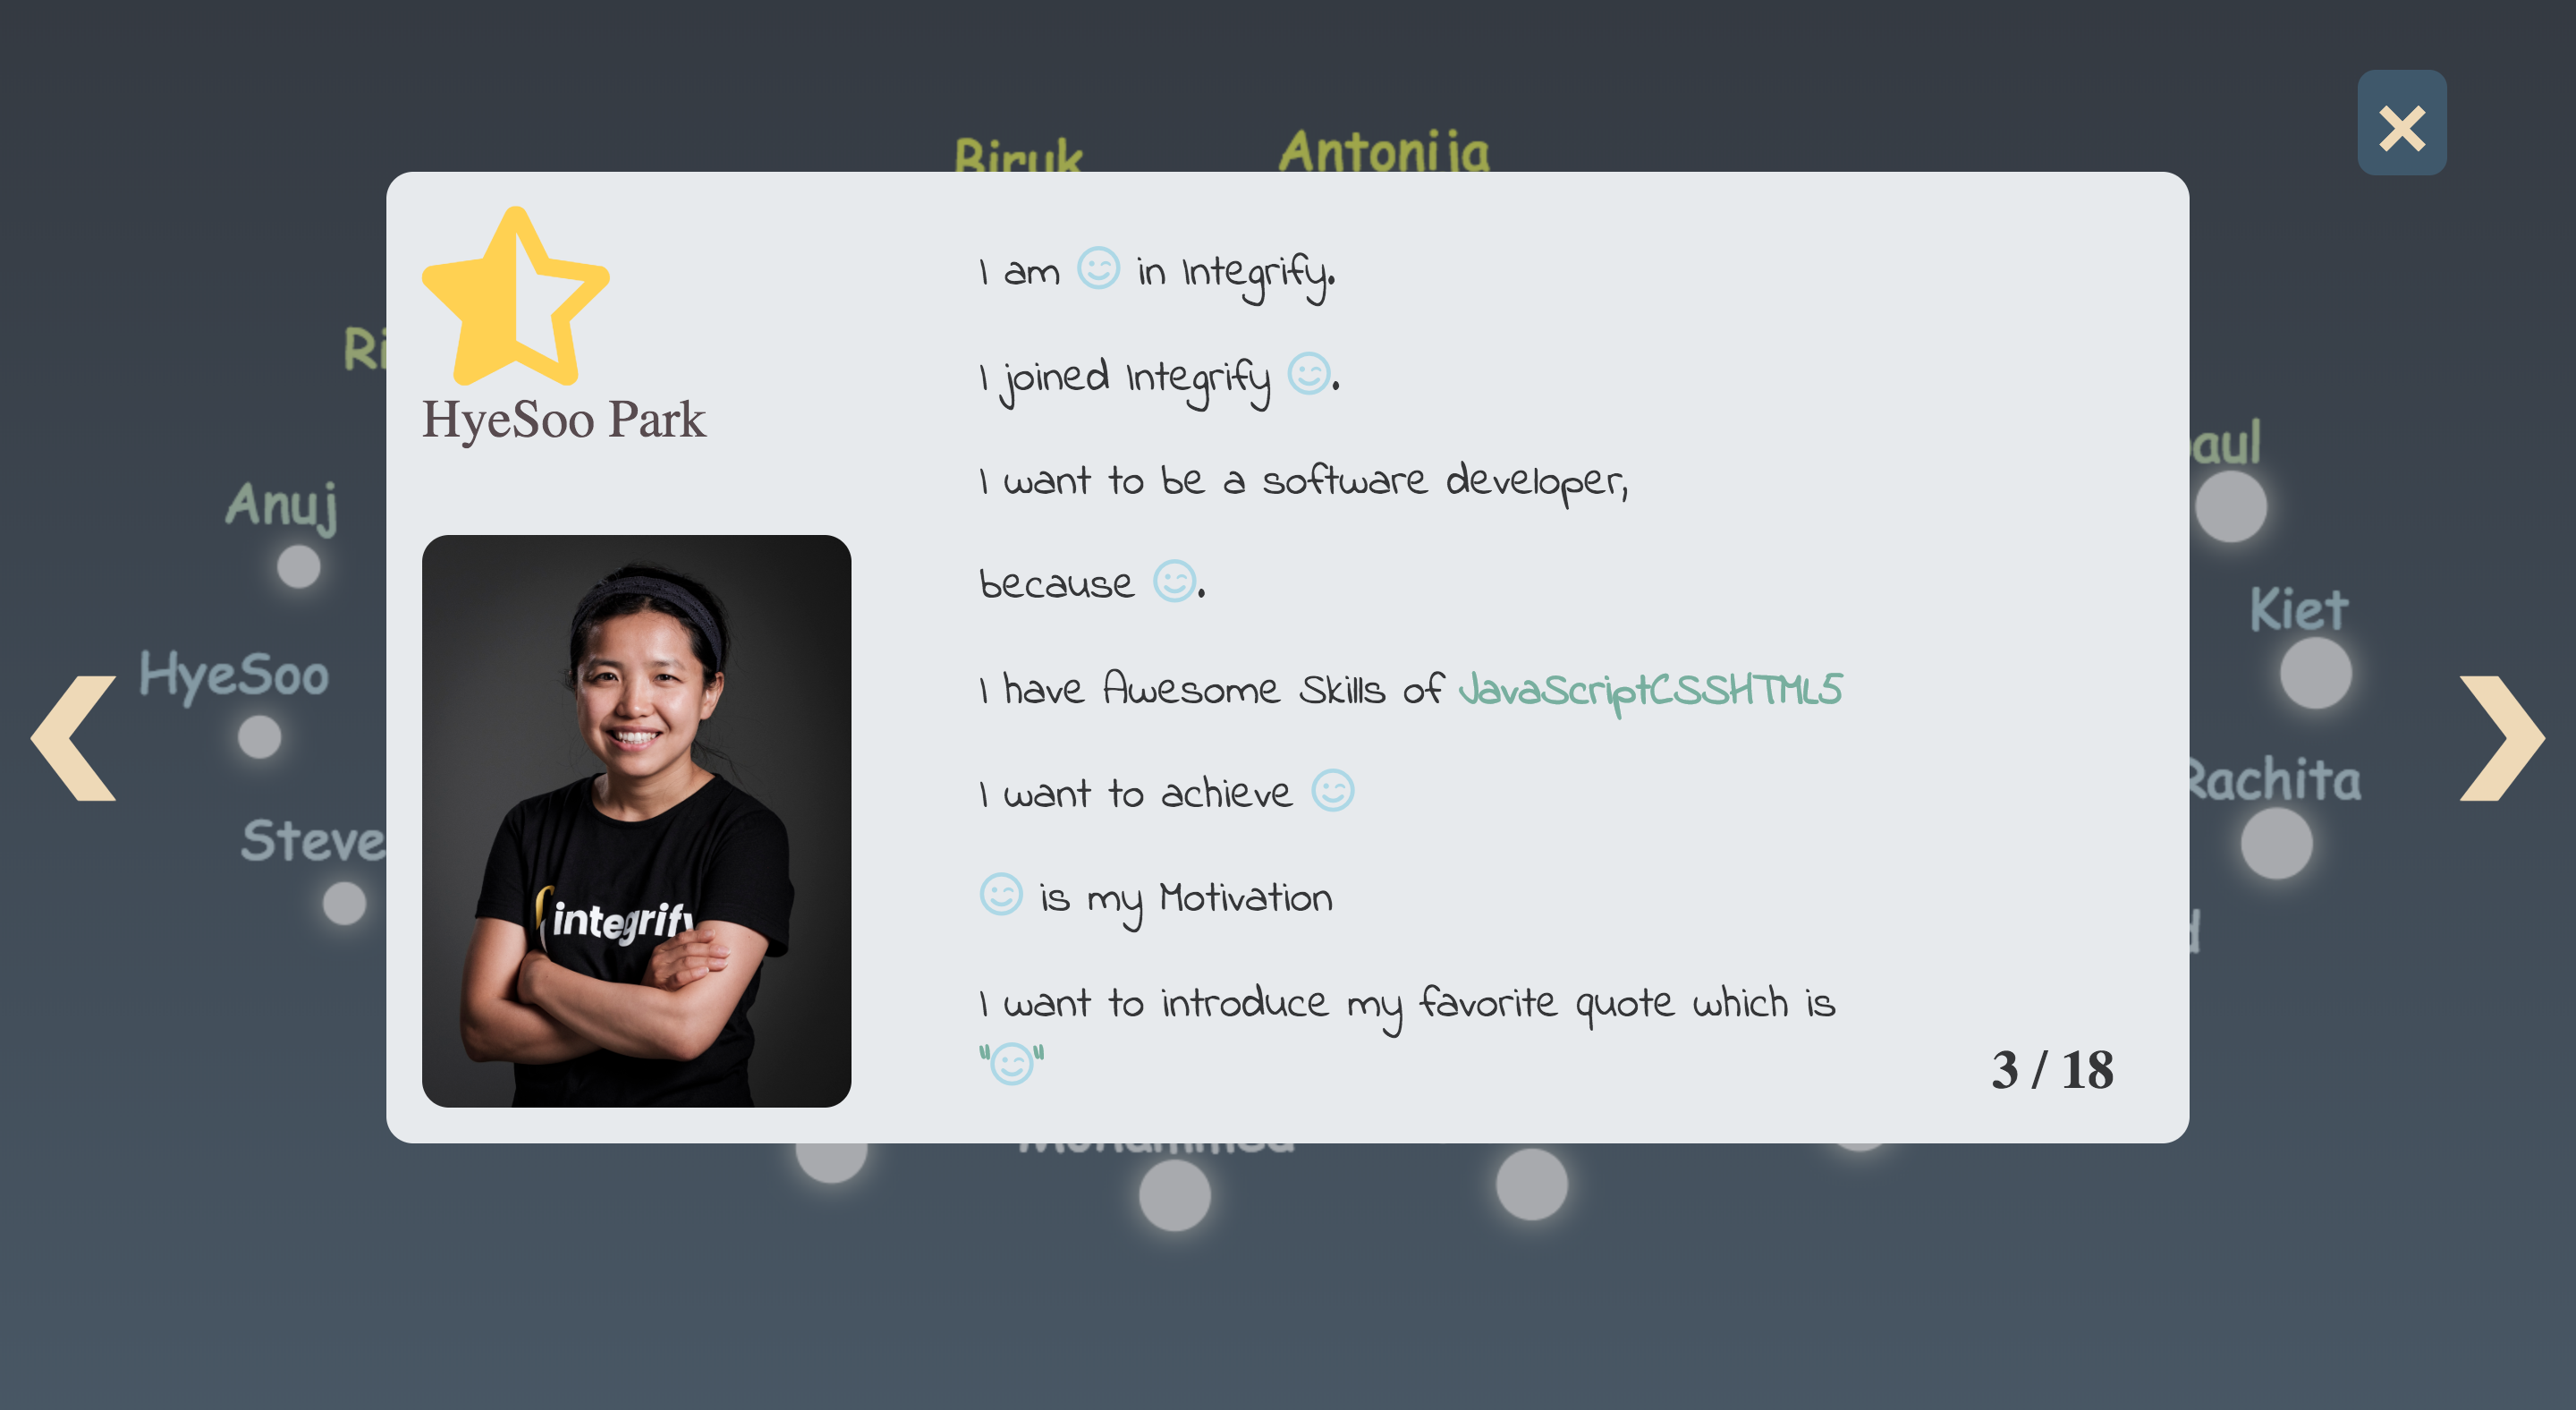 Biruk
Antonija
Ri
HyeSoo Park
Anuj
HyeSoo
Steve
I am in Integrify.
I joined Integrify .
I want to be a software developer,
because .
I have Awesome Skills of JavaScriptCSSHTML5
I want to achieve
is my Motivation
I want to introduce my favorite quote which is
""
3 / 18
integrify
aul
Kiet
Rachita
d